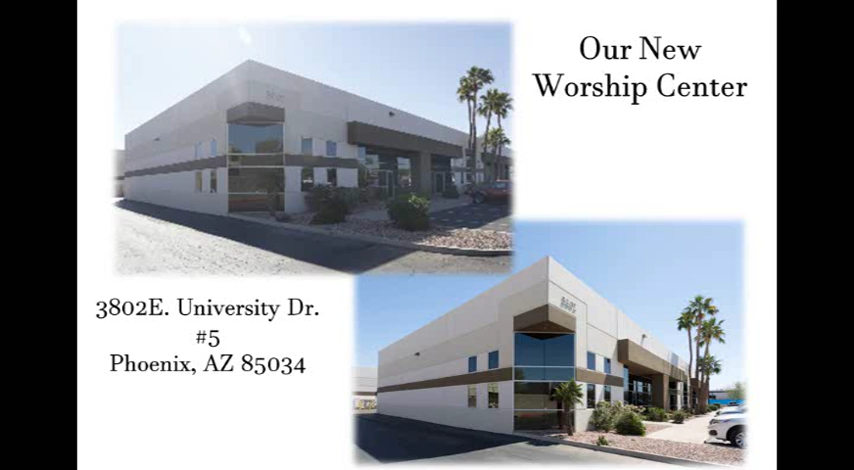 Our New
Worship Center
3802E. University Dr.
#5
Phoenix, AZ 85034